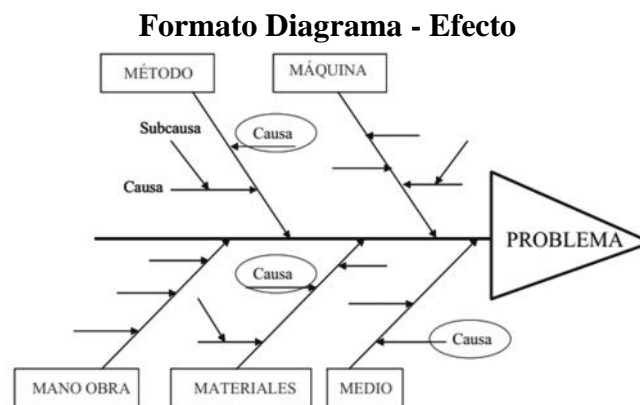 Formato Diagrama - Efecto
MÉTODO
MÁQUINA
Subcausa
Causa
Causa
PROBLEMA
Causa
Causa
MANO OBRA
MATERIALES
MEDIO